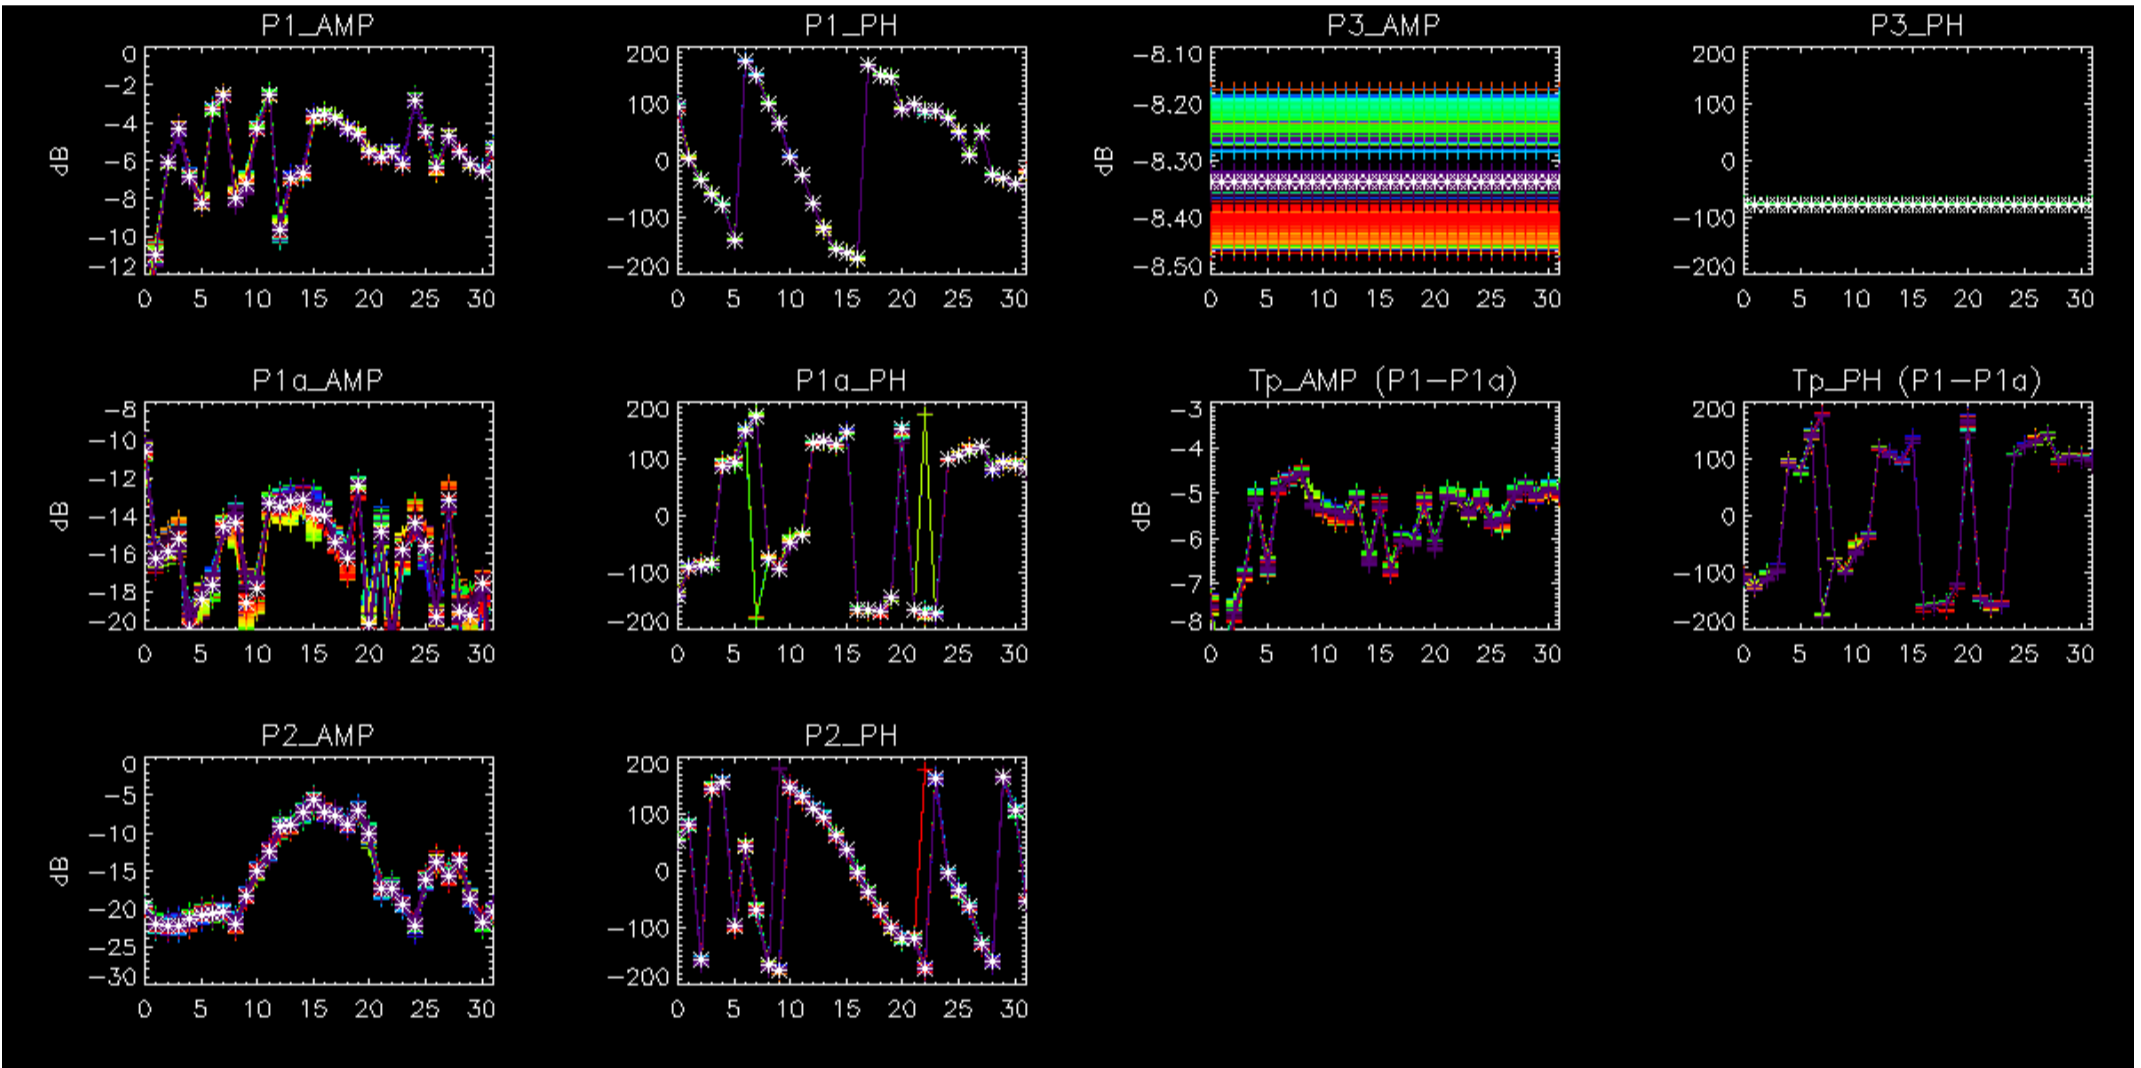 P1_AMP P1_PH P3_AMP P3_PH
0 200 −8.10 200
−2
100 −8.20 100
−4
dB −6 0 dB −8.30 0
−8
−100 −8.40 −100
−10
−12 −200 −8.50 −200
0 5 10 15 20 25 30 0 5 10 15 20 25 30 0 5 10 15 20 25 30 0 5 10 15 20 25 30
P1a_AMP P1a_PH Tp_AMP (P1−P1a) Tp_PH (P1−P1a)
−8 200 −3 200
−10
100 −4 100
−12
dB −14 0 dB −5 0
−16 −6
−100 −100
−18 −7
−20 −200 −8 −200
0 5 10 15 20 25 30 0 5 10 15 20 25 30 0 5 10 15 20 25 30 0 5 10 15 20 25 30
P2_AMP P2_PH
0 200
−5
100
−10
dB −15 0
−20
−100
−25
−30 −200
0 5 10 15 20 25 30 0 5 10 15 20 25 30